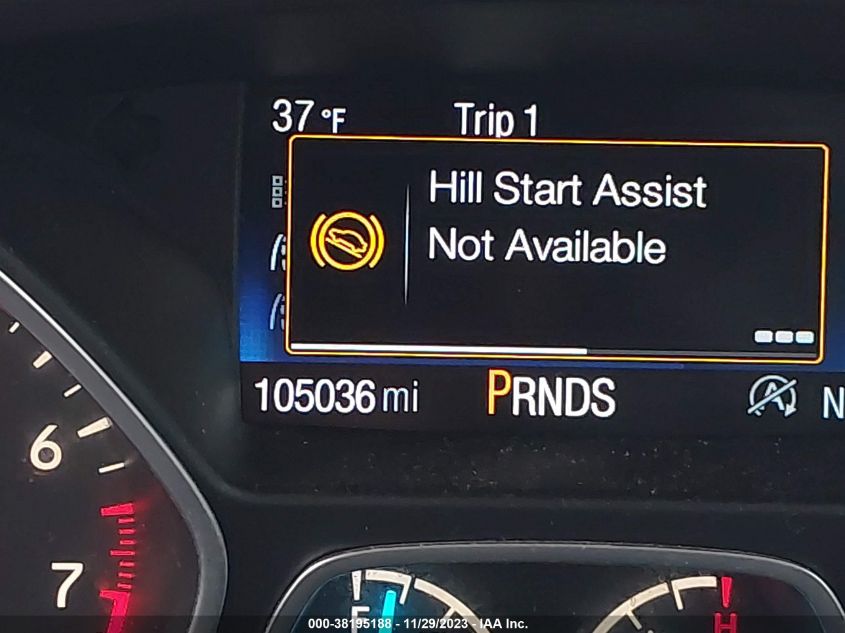 37 °F
Trip 1
Hill Start Assist
Not Available
105036 mi
PRNDS
N
6
7
H
000-38195188 - 11/29/2023 - IAA Inc.